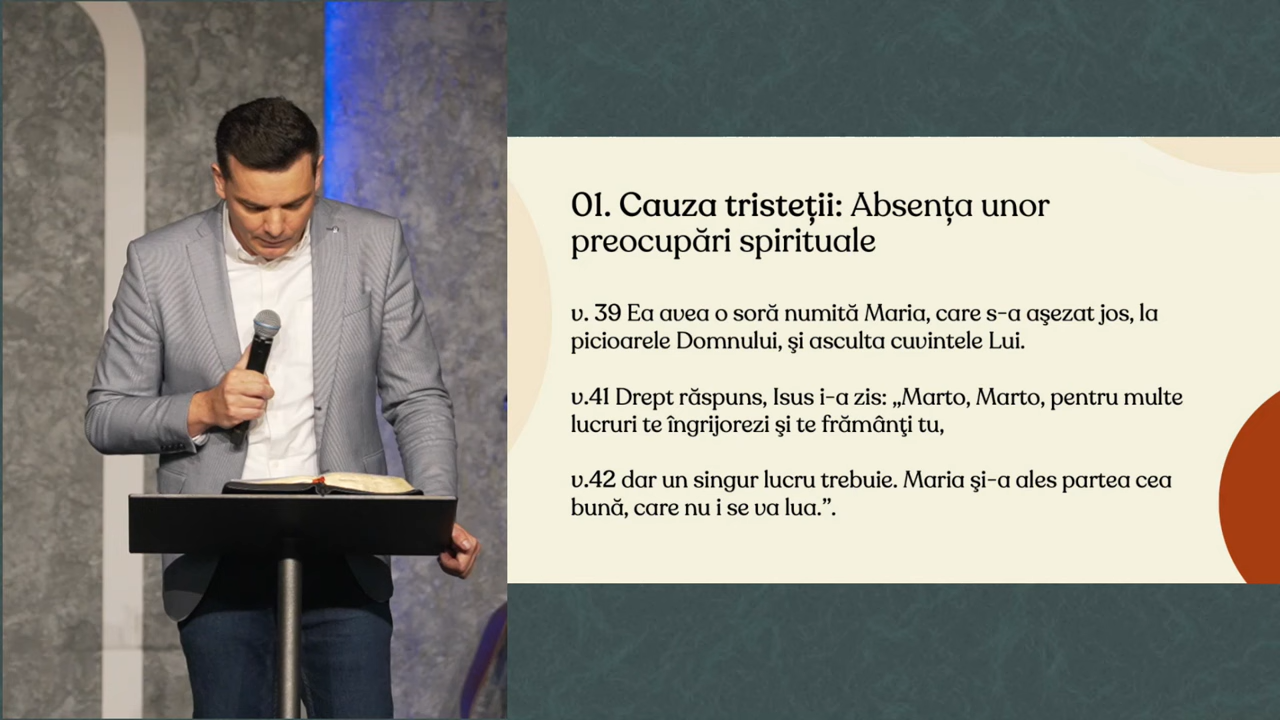 01. Cauza tristeții: Absența unor
preocupări spirituale
v. 39 Ea avea o soră numită Maria, care s-a aşezat jos, la
picioarele Domnului, şi asculta cuvintele Lui.
v.41 Drept răspuns, Isus i-a zis: „Marto, Marto, pentru multe
lucruri te îngrijorezi şi te frămânţi tu,
v.42 dar un singur lucru trebuie. Maria şi-a ales partea cea
bună, care nu i se va lua.”.